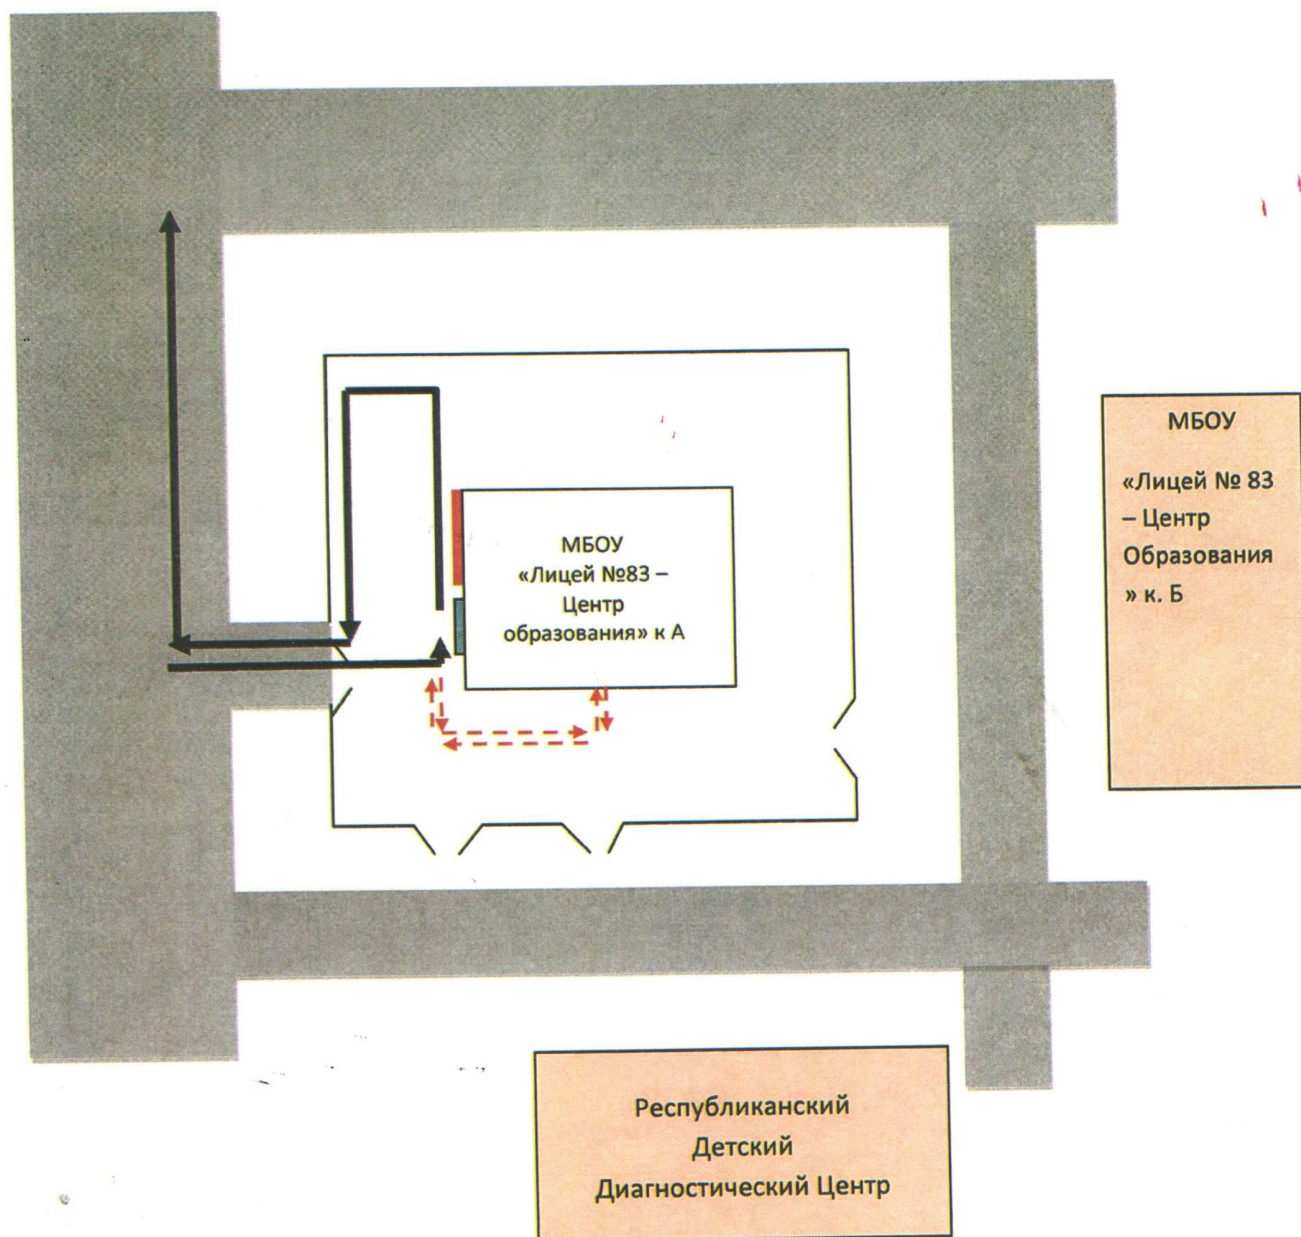 МБОУ
«Лицей № 83
– Центр
Образования
» к. Б
МБОУ
«Лицей №83 –
Центр
образования» к А
Республиканский
Детский
Диагностический Центр